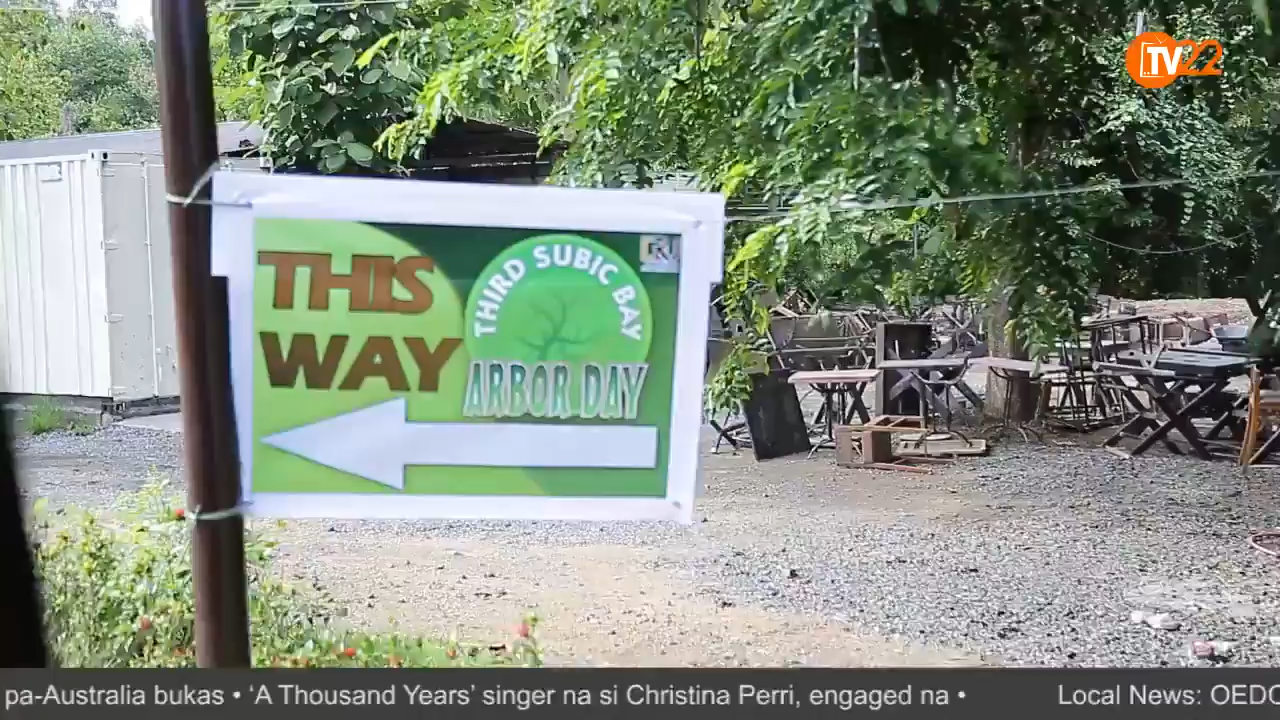 TV22
THIS
WAY
THIRD SUBIC BAY
ARBOR DAY
pa-Australia bukas • ‘A Thousand Years’ singer na si Christina Perri, engaged na • Local News: OEDC